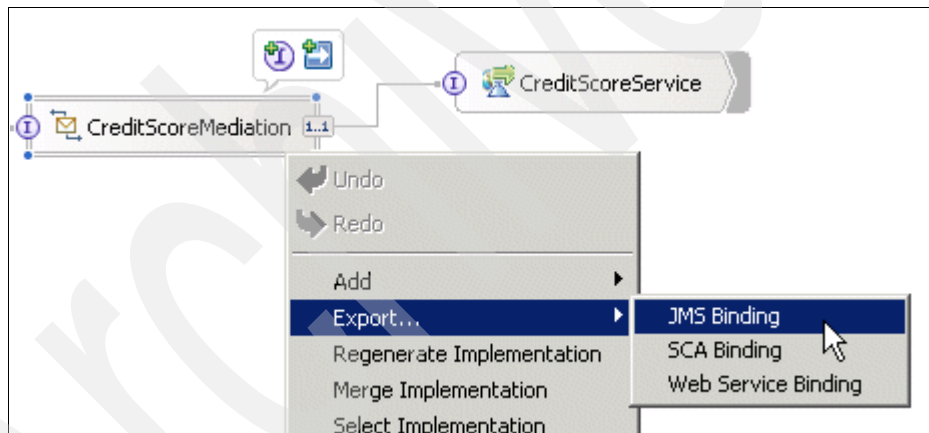 CreditScoreService
CreditScoreMediation 1..1
Undo
Redo
Add
Export...
JMS Binding
SCA Binding
Web Service Binding
Regenerate Implementation
Merge Implementation
Select Implementation